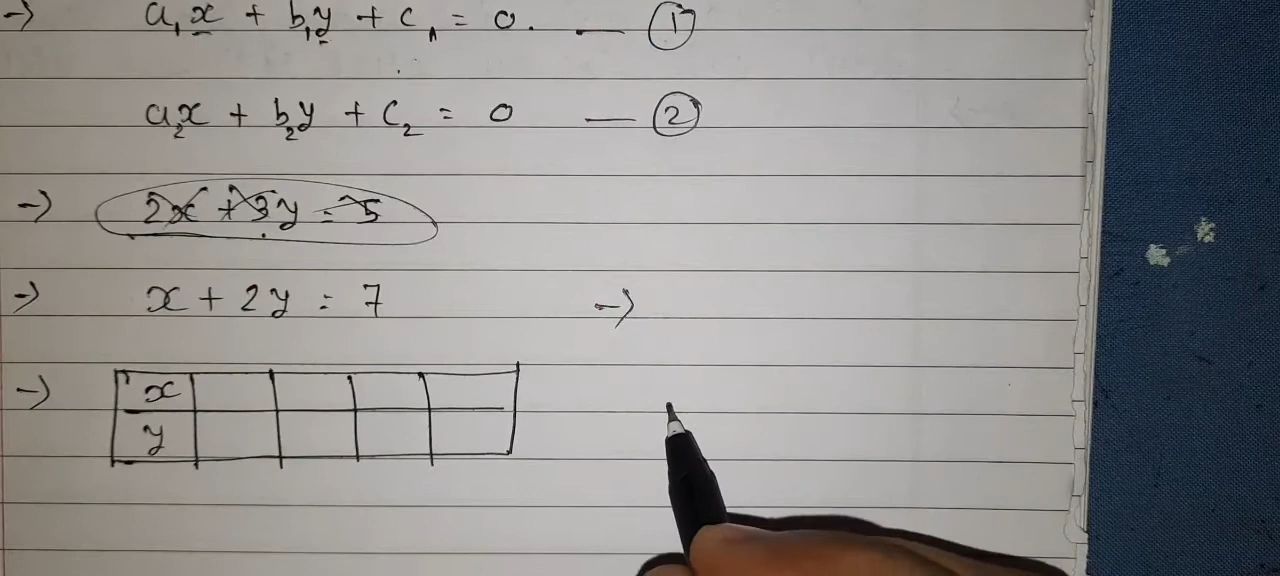 → a₁x + b₁y + c₁ = 0. — ①
a₂x + b₂y + c₂ = 0 — ②
→ 2x + 3y = 5
→ x + 2y = 7 →
→ x
y